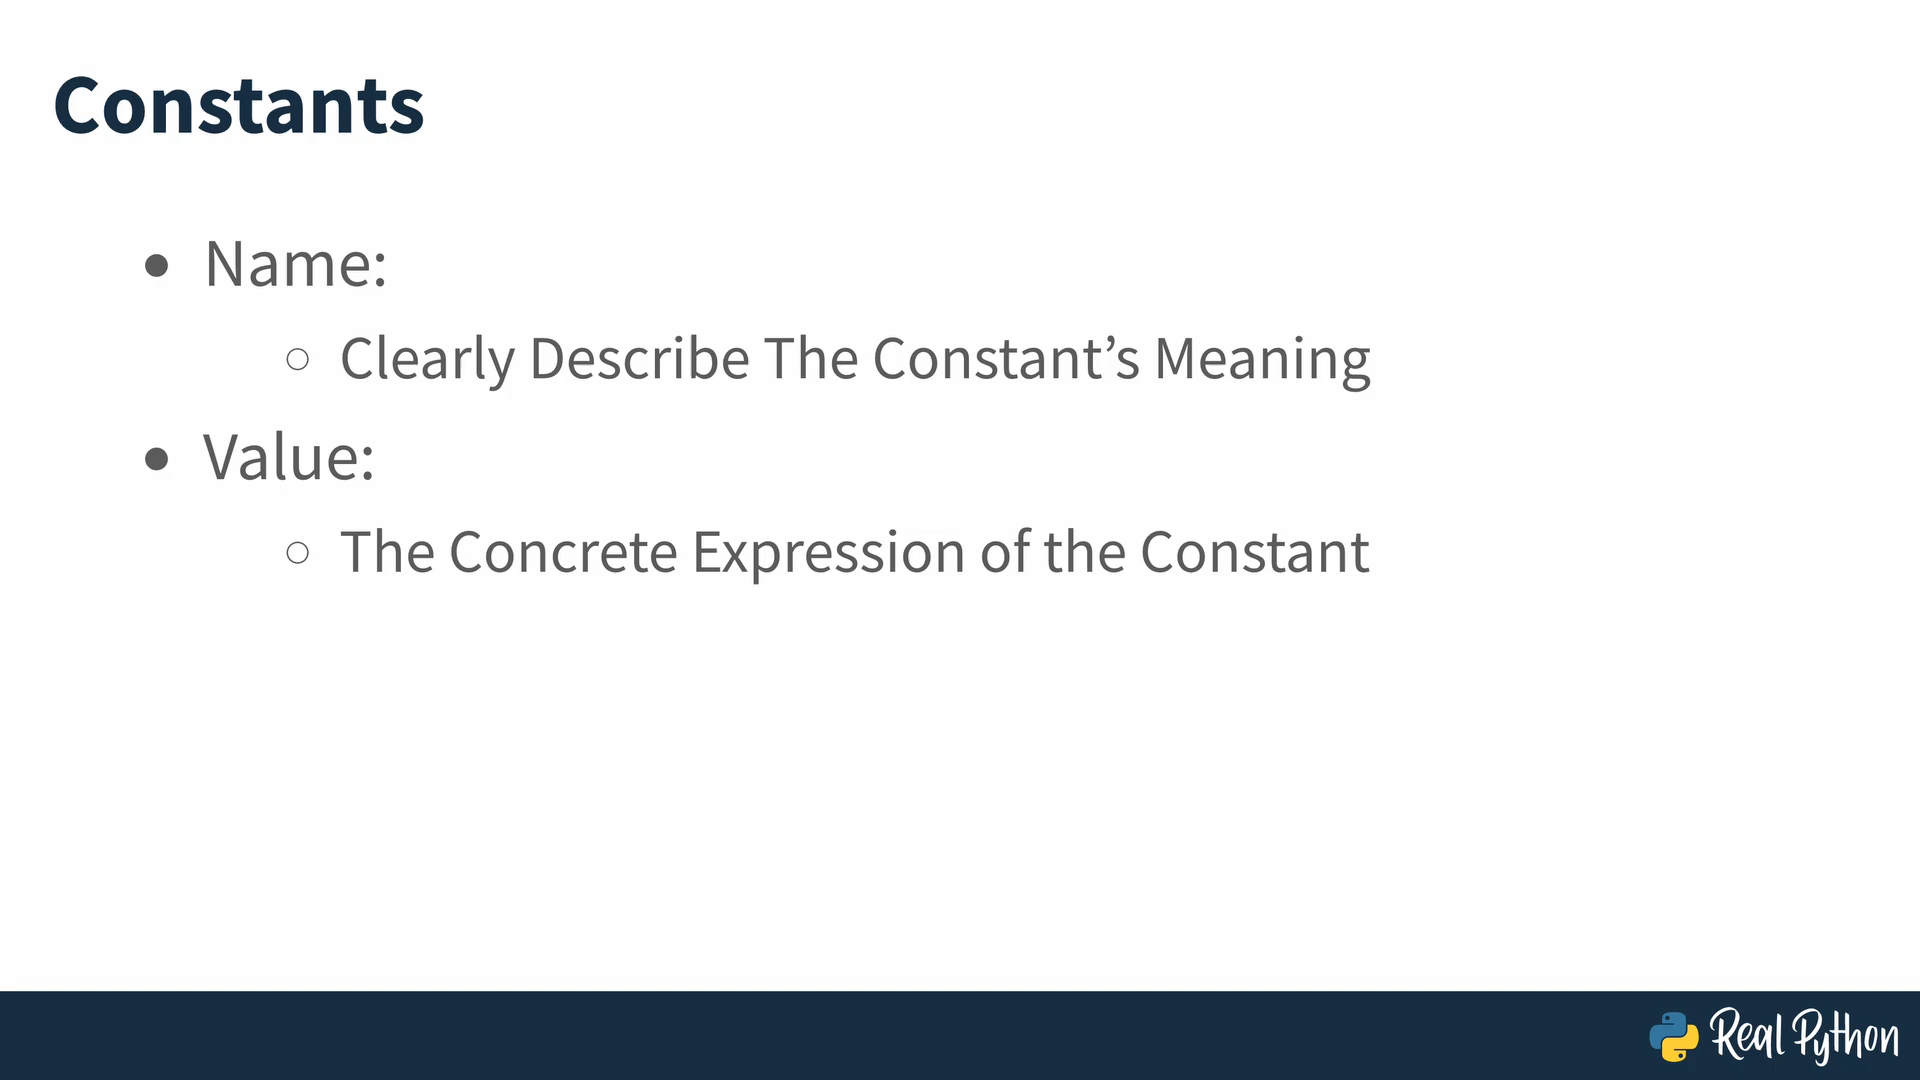 Constants
Name:
Clearly Describe The Constant’s Meaning
Value:
The Concrete Expression of the Constant
Real Python